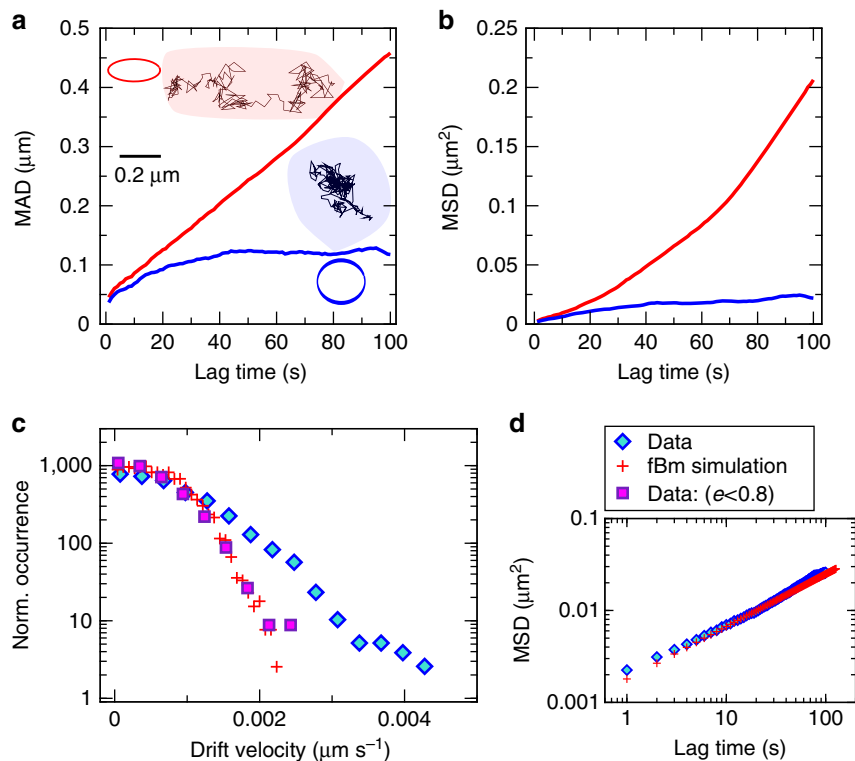 a
MAD (μm)
0.5
0.4
0.3
0.2
0.1
0
0 20 40 60 80 100
Lag time (s)
0.2 μm
b
MSD (μm²)
0.25
0.2
0.15
0.1
0.05
0
0 20 40 60 80 100
Lag time (s)
c
Norm. occurrence
1,000
100
10
1
0 0.002 0.004
Drift velocity (μm s⁻¹)
d
Data
fBm simulation
Data: (e<0.8)
MSD (μm²)
0.1
0.01
0.001
1 10 100
Lag time (s)